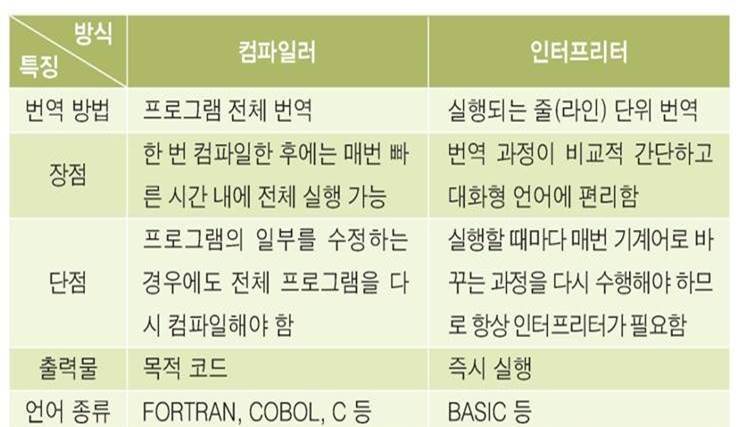 방식
특징
컴파일러
인터프리터
번역 방법
프로그램 전체 번역
실행되는 줄(라인) 단위 번역
장점
한 번 컴파일한 후에는 매번 빠
른 시간 내에 전체 실행 가능
번역 과정이 비교적 간단하고
대화형 언어에 편리함
단점
프로그램의 일부를 수정하는
경우에도 전체 프로그램을 다
시 컴파일해야 함
실행할 때마다 매번 기계어로 바
꾸는 과정을 다시 수행해야 하므
로 항상 인터프리터가 필요함
출력물
목적 코드
즉시 실행
언어 종류
FORTRAN, COBOL, C 등
BASIC 등